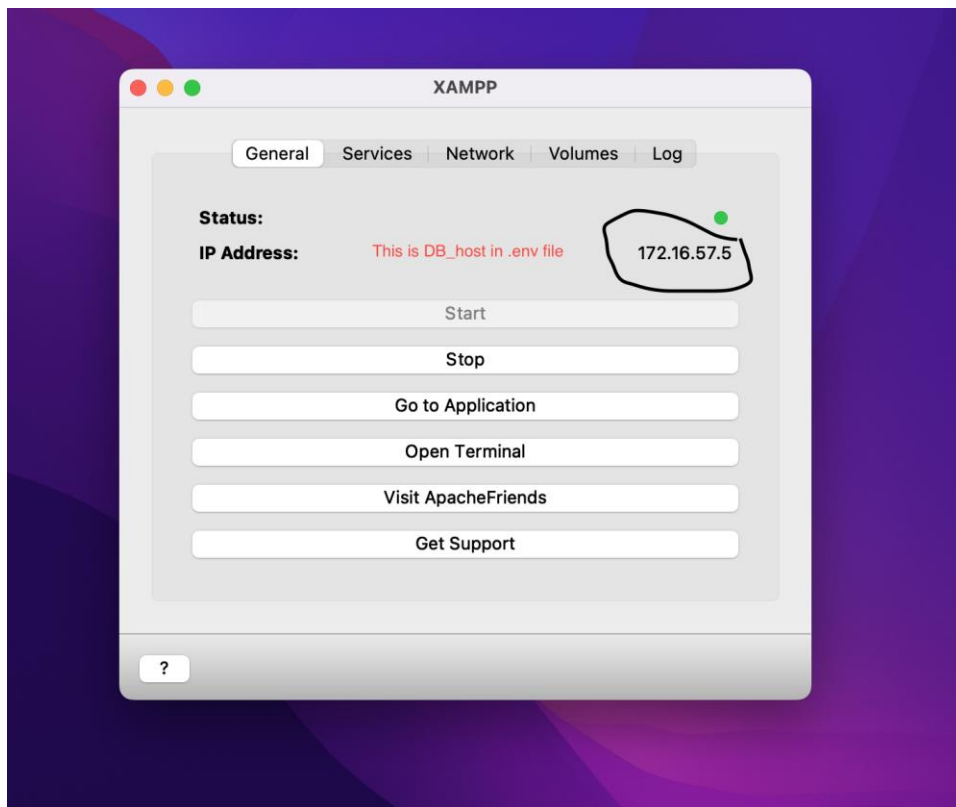 XAMPP
General Services Network Volumes Log
Status:
IP Address: This is DB_host in .env file 172.16.57.5
Start
Stop
Go to Application
Open Terminal
Visit ApacheFriends
Get Support
?